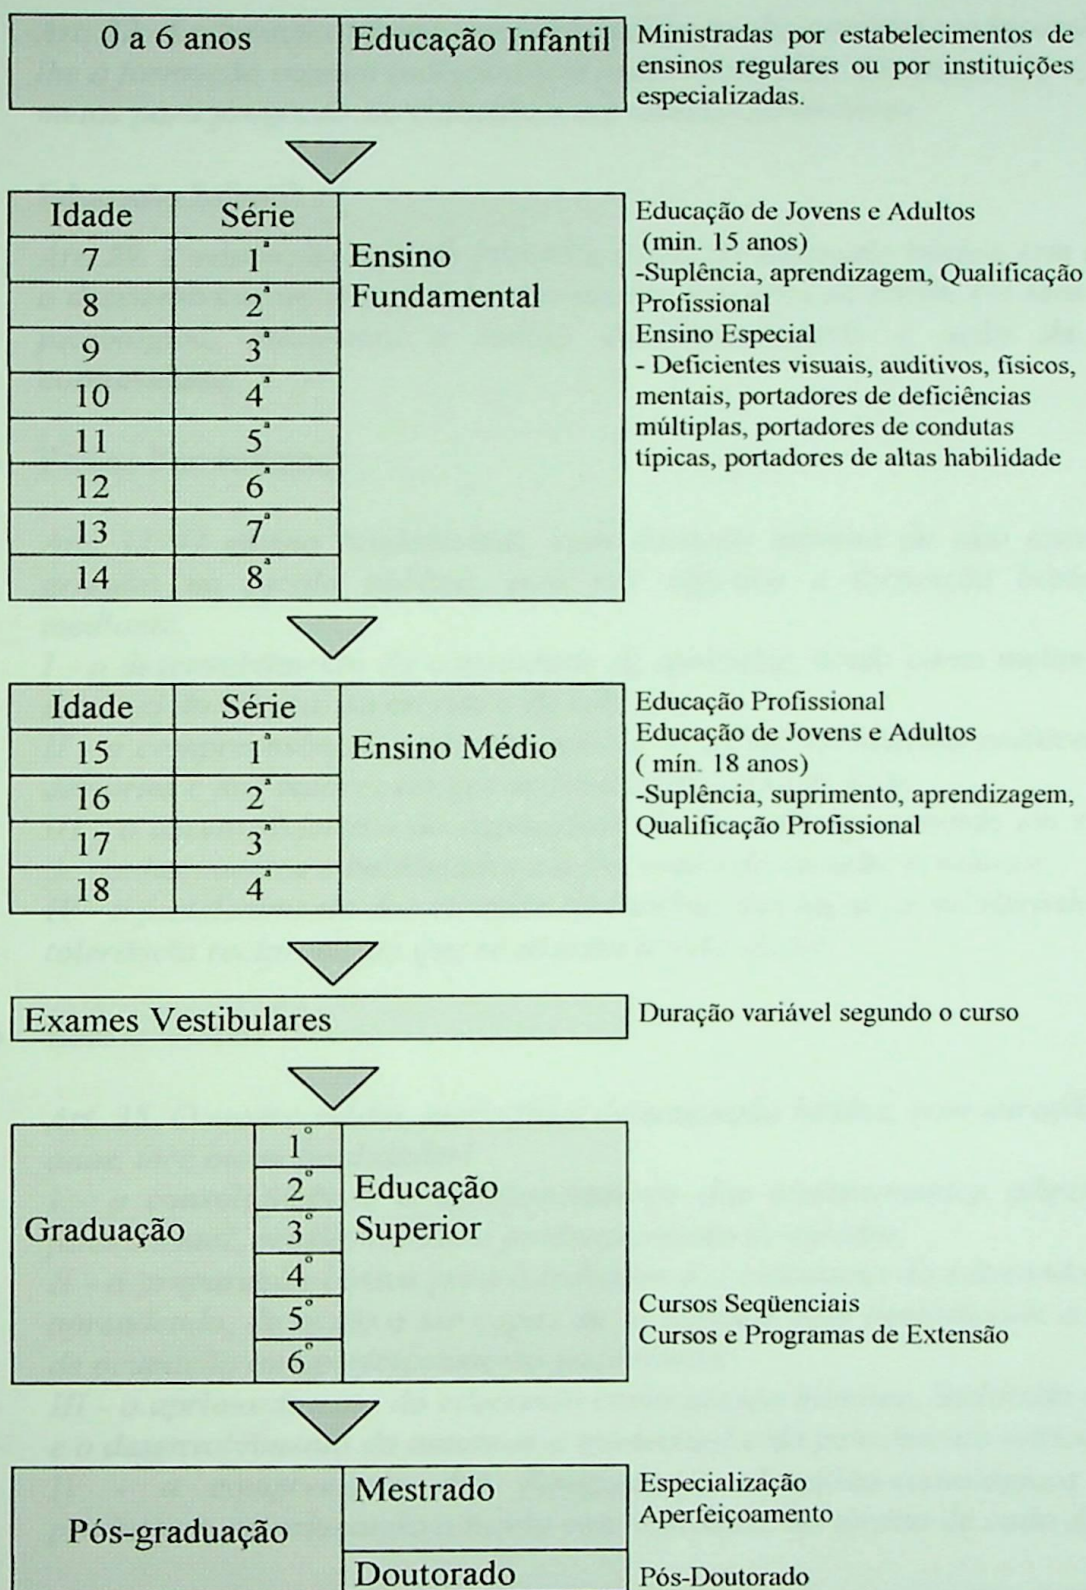 0 a 6 anos Educação Infantil
Ministradas por estabelecimentos de
ensinos regulares ou por instituições
especializadas.
Idade Série
7 1ª
8 2ª
9 3ª
10 4ª
11 5ª
12 6ª
13 7ª
14 8ª
Ensino
Fundamental
Educação de Jovens e Adultos
(min. 15 anos)
-Suplência, aprendizagem, Qualificação
Profissional
Ensino Especial
- Deficientes visuais, auditivos, físicos,
mentais, portadores de deficiências
múltiplas, portadores de condutas
típicas, portadores de altas habilidade
Idade Série
15 1ª
16 2ª
17 3ª
18 4ª
Ensino Médio
Educação Profissional
Educação de Jovens e Adultos
( mín. 18 anos)
-Suplência, suprimento, aprendizagem,
Qualificação Profissional
Exames Vestibulares
Duração variável segundo o curso
Graduação
1º
2º
3º
4º
5º
6º
Educação
Superior
Cursos Seqüenciais
Cursos e Programas de Extensão
Pós-graduação
Mestrado
Doutorado
Especialização
Aperfeiçoamento
Pós-Doutorado